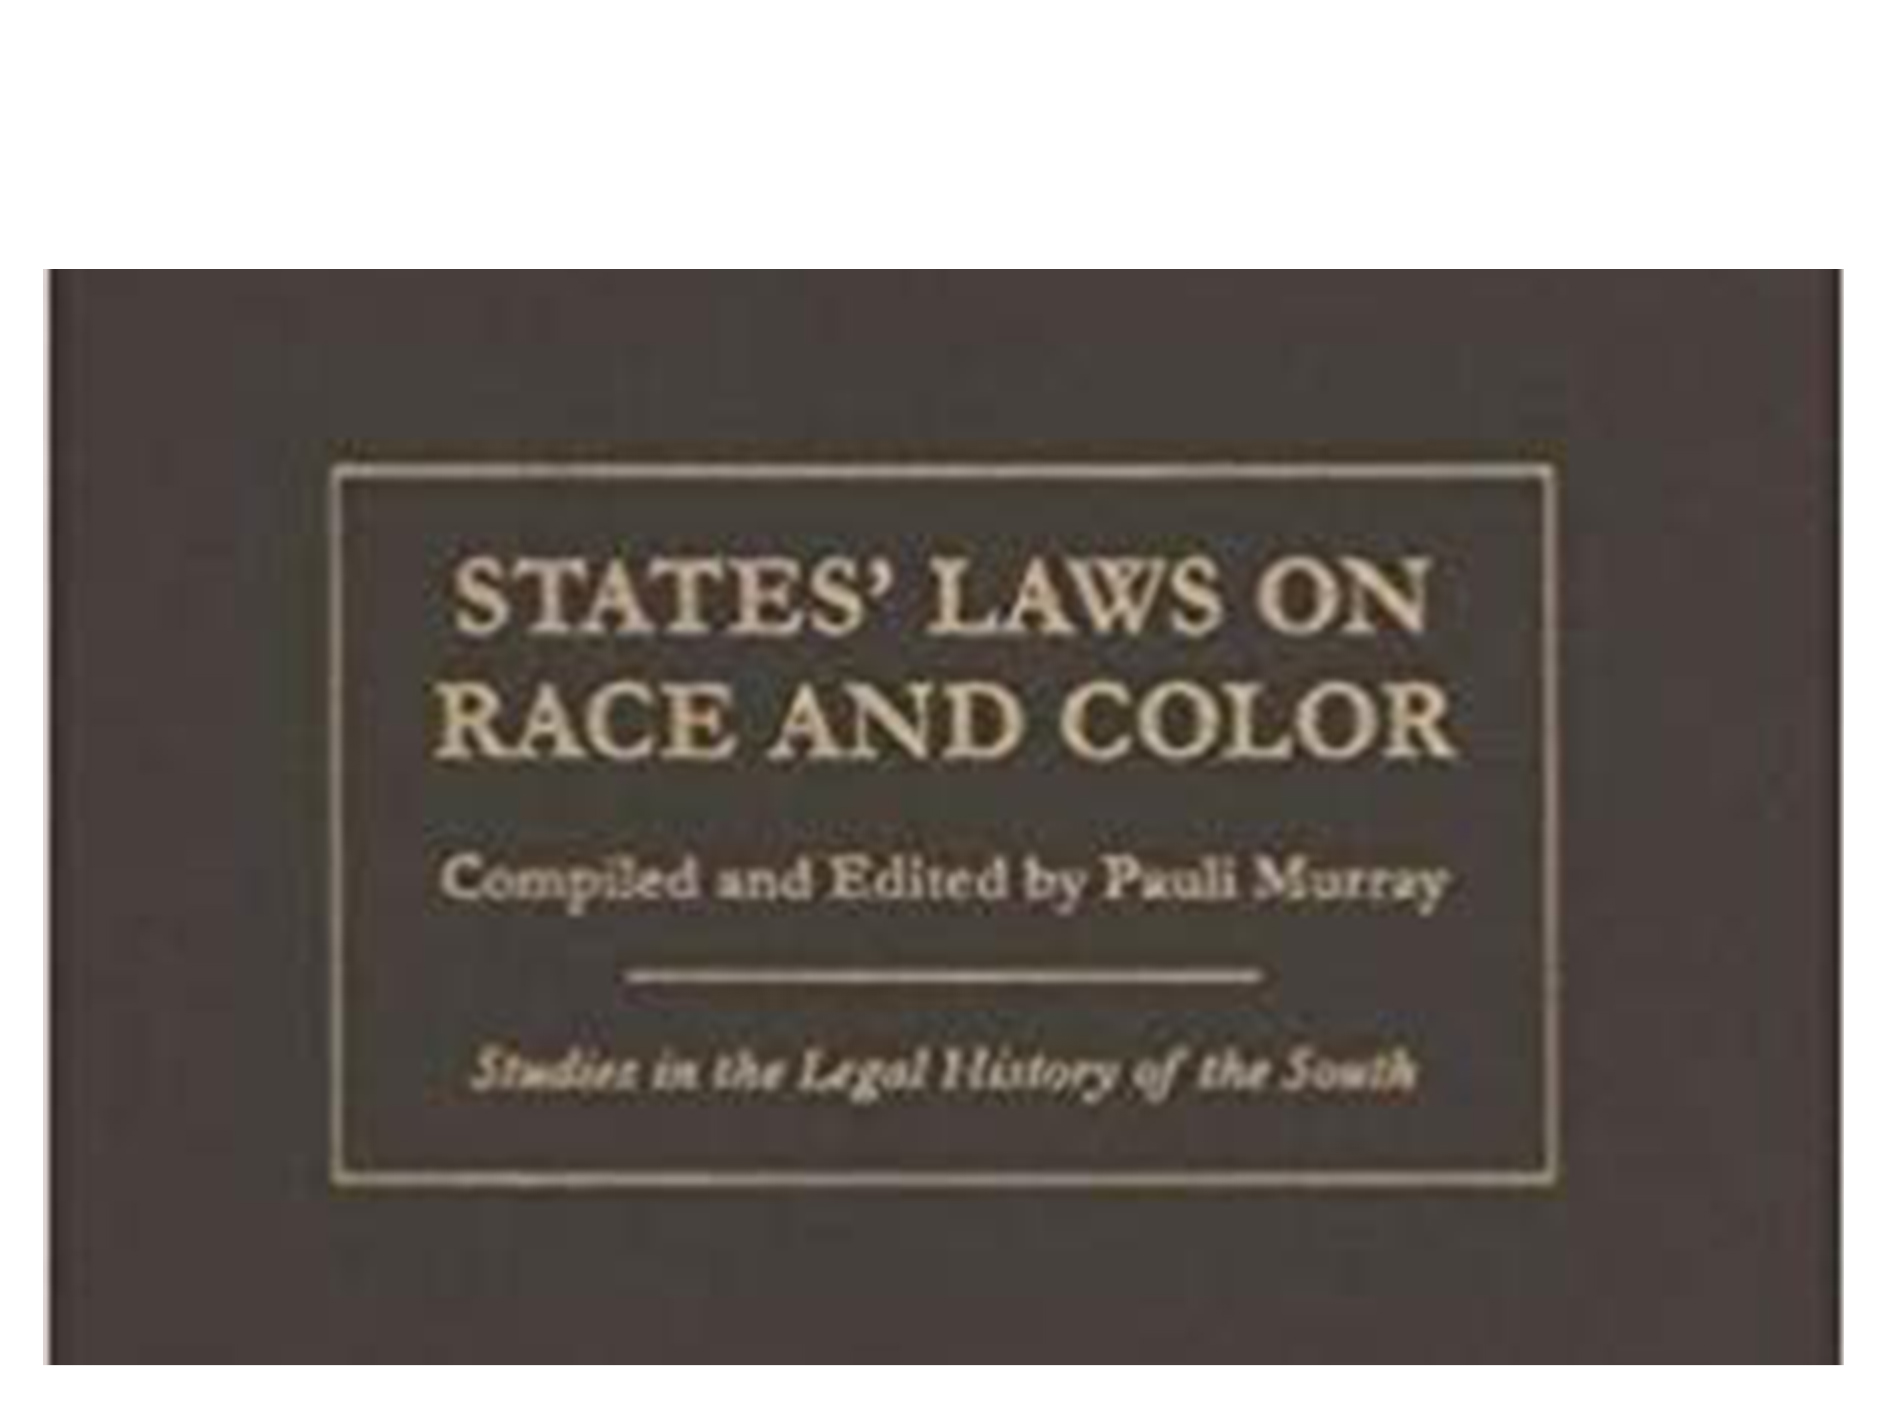 STATES’ LAWS ON
RACE AND COLOR
Compiled and Edited by Pauli Murray
Studies in the Legal History of the South